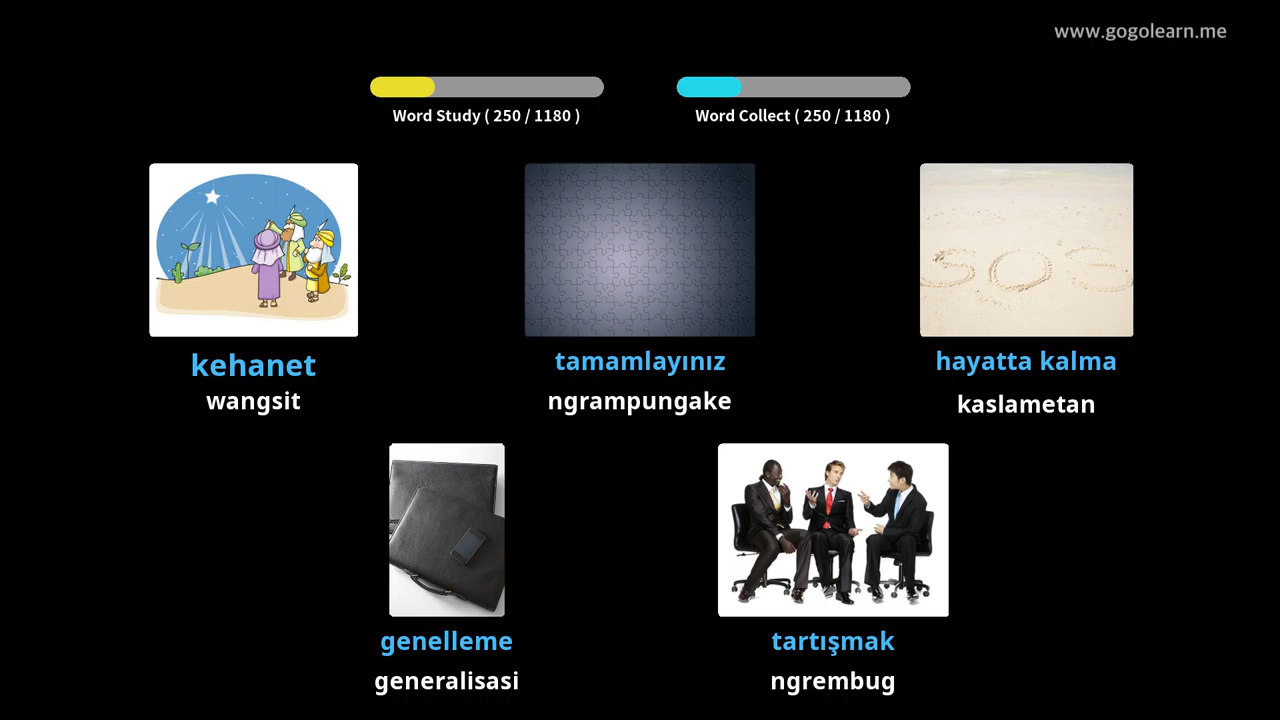 www.gogolearn.me
Word Study ( 250 / 1180 )
Word Collect ( 250 / 1180 )
kehanet
wangsit
tamamlayınız
ngrampungake
hayatta kalma
kaslametan
SOS
genelleme
generalisasi
tartışmak
ngrembug